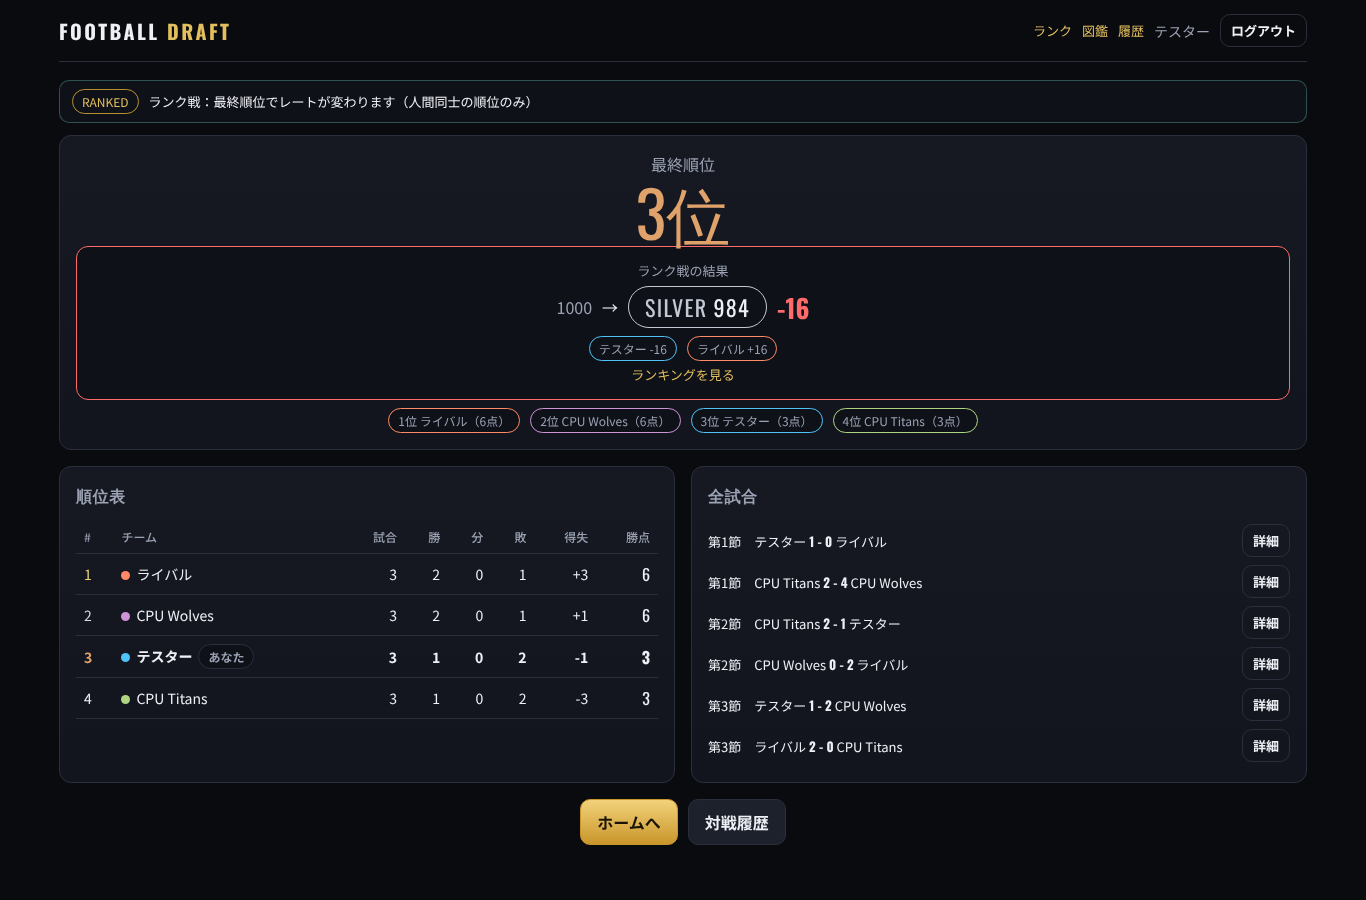 FOOTBALL DRAFT
ランク 図鑑 履歴 テスター ログアウト
RANKED ランク戦：最終順位でレートが変わります（人間同士の順位のみ）
最終順位
3位
ランク戦の結果
1000 → SILVER 984 -16
テスター -16 ライバル +16
ランキングを見る
1位 ライバル（6点） 2位 CPU Wolves（6点） 3位 テスター（3点） 4位 CPU Titans（3点）
順位表
# チーム 試合 勝 分 敗 得失 勝点
1 ライバル 3 2 0 1 +3 6
2 CPU Wolves 3 2 0 1 +1 6
3 テスター あなた 3 1 0 2 -1 3
4 CPU Titans 3 1 0 2 -3 3
全試合
第1節 テスター 1 - 0 ライバル 詳細
第1節 CPU Titans 2 - 4 CPU Wolves 詳細
第2節 CPU Titans 2 - 1 テスター 詳細
第2節 CPU Wolves 0 - 2 ライバル 詳細
第3節 テスター 1 - 2 CPU Wolves 詳細
第3節 ライバル 2 - 0 CPU Titans 詳細
ホームへ 対戦履歴